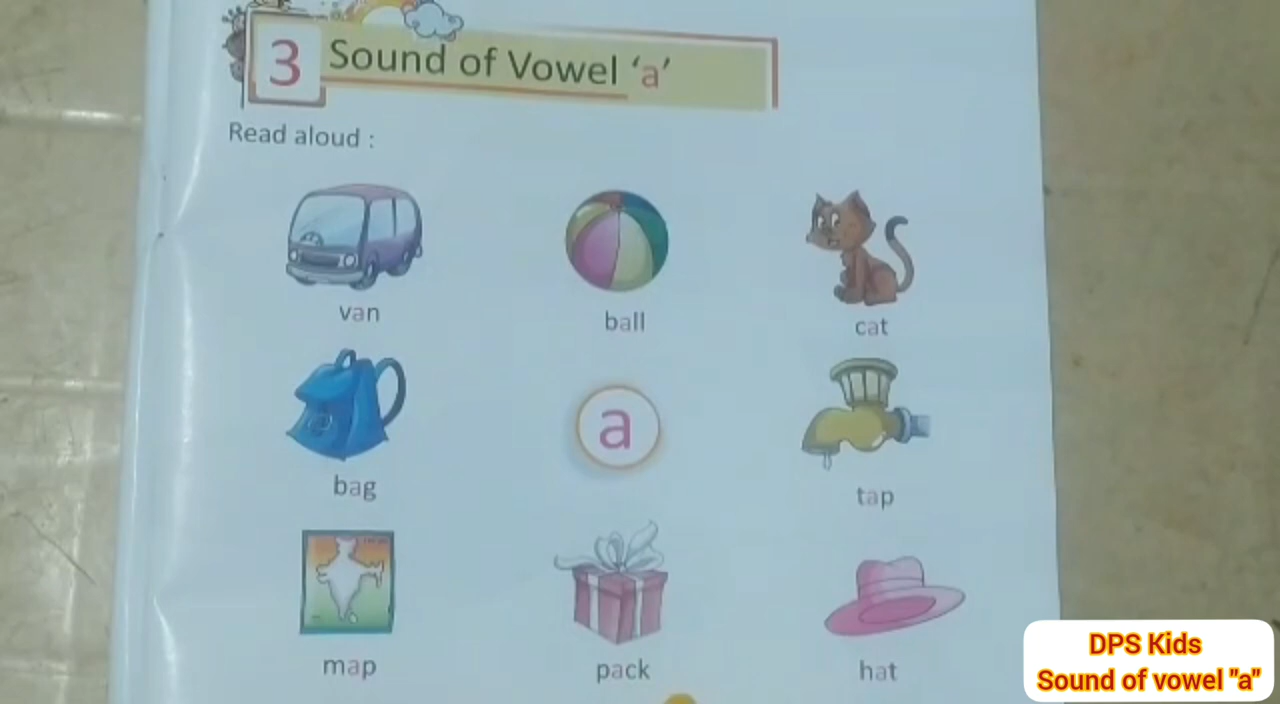 3 Sound of Vowel ‘a’
Read aloud :
van ball cat
bag a tap
map pack hat
DPS Kids
Sound of vowel "a"